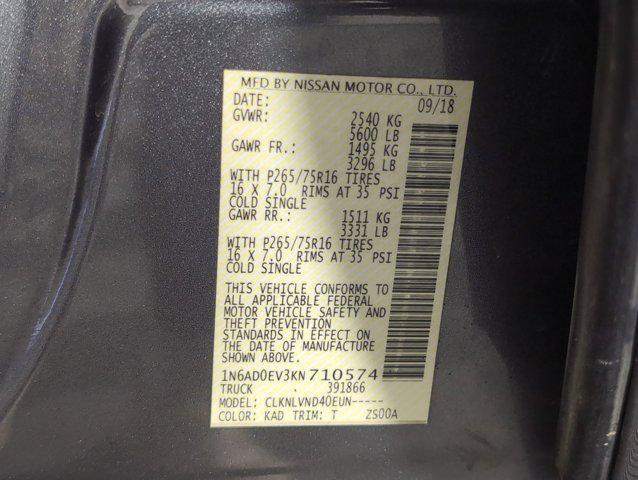 MFD BY NISSAN MOTOR CO., LTD.
DATE: 09/18
GVWR: 2540 KG
5600 LB
GAWR FR.: 1495 KG
3296 LB
WITH P265/75R16 TIRES
16 X 7.0 RIMS AT 35 PSI
COLD SINGLE
GAWR RR.: 1511 KG
3331 LB
WITH P265/75R16 TIRES
16 X 7.0 RIMS AT 35 PSI
COLD SINGLE
THIS VEHICLE CONFORMS TO
ALL APPLICABLE FEDERAL
MOTOR VEHICLE SAFETY AND
THEFT PREVENTION
STANDARDS IN EFFECT ON
THE DATE OF MANUFACTURE
SHOWN ABOVE.
1N6AD0EV3KN710574
TRUCK . 391866
MODEL: CLKNLVND40EUN-----
COLOR: KAD TRIM: T ZS00A